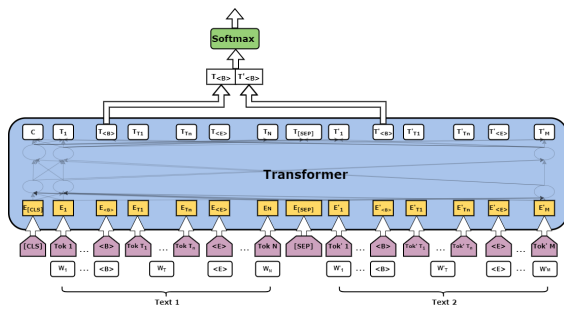 Softmax
T<B> T'<B>
C T1 T<B> TT1 TTn T<E> TN T[SEP] T'1 T'<B> T'T1 T'Tn T'<E> T'M
Transformer
E[CLS] E1 E<B> ET1 ETn E<E> EN E[SEP] E'1 E'<B> E'T1 E'Tn E'<E> E'M
[CLS] Tok 1 ... <B> Tok T1 ... Tok Tn <E> ... Tok N [SEP] Tok' 1 ... <B> Tok' T1 ... Tok' Tn <E> ... Tok' M
W1 ... <B> WT <E> ... Wn W'1 ... <B> WT <E> ... W'M
Text 1 Text 2